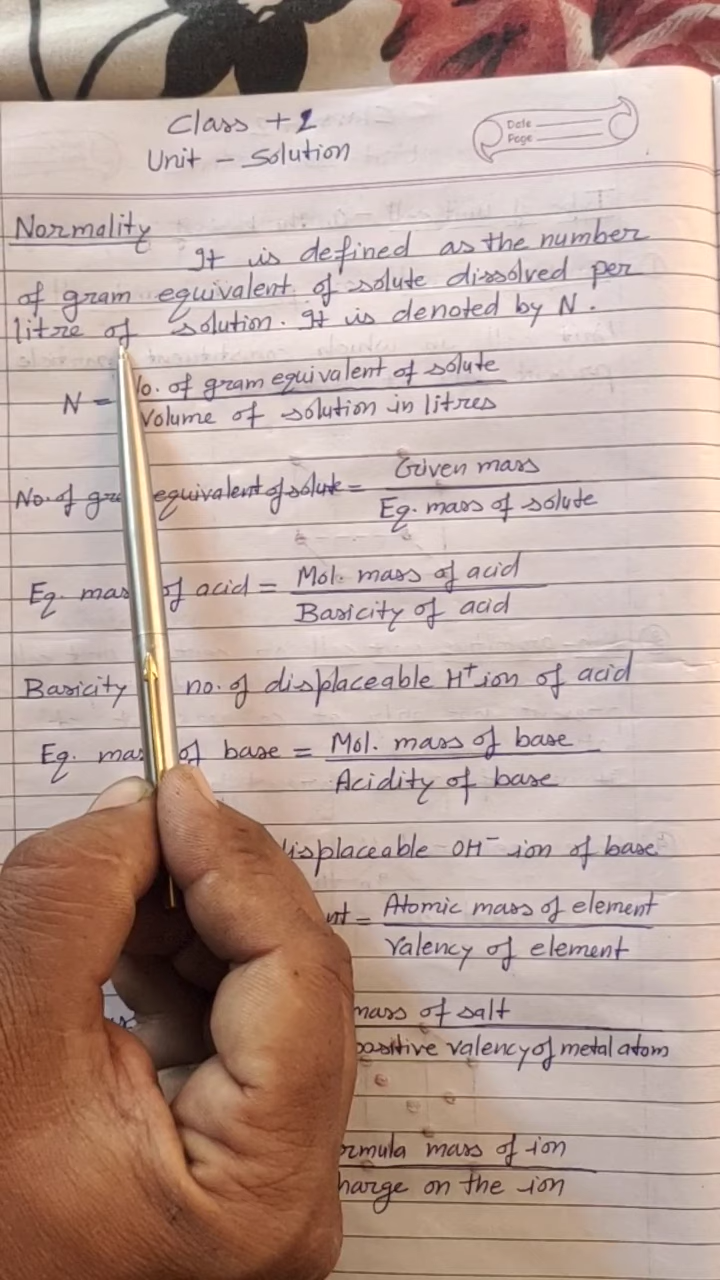 Class +2
Unit - Solution
Date
Page
Normality
It is defined as the number
of gram equivalent of solute dissolved per
litre of solution. It is denoted by N.
N = o. of gram equivalent of solute
Volume of solution in litres
No. of gr equivalent of solute = Given mass
Eq. mass of solute
Eq. mas of acid = Mol. mass of acid
Basicity of acid
Basicity no. of displaceable H+ ion of acid
Eq. mas of base = Mol. mass of base
Acidity of base
displaceable OH- ion of base
nt = Atomic mass of element
Valency of element
mass of salt
positive valency of metal atom
ormula mass of ion
harge on the ion